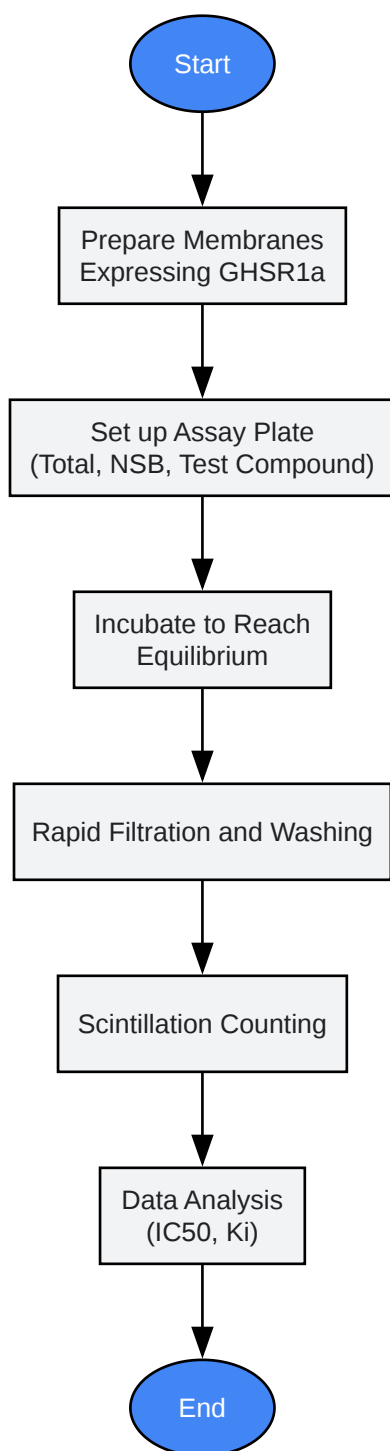 Start
Prepare Membranes
Expressing GHSR1a
Set up Assay Plate
(Total, NSB, Test Compound)
Incubate to Reach
Equilibrium
Rapid Filtration and Washing
Scintillation Counting
Data Analysis
(IC50, Ki)
End